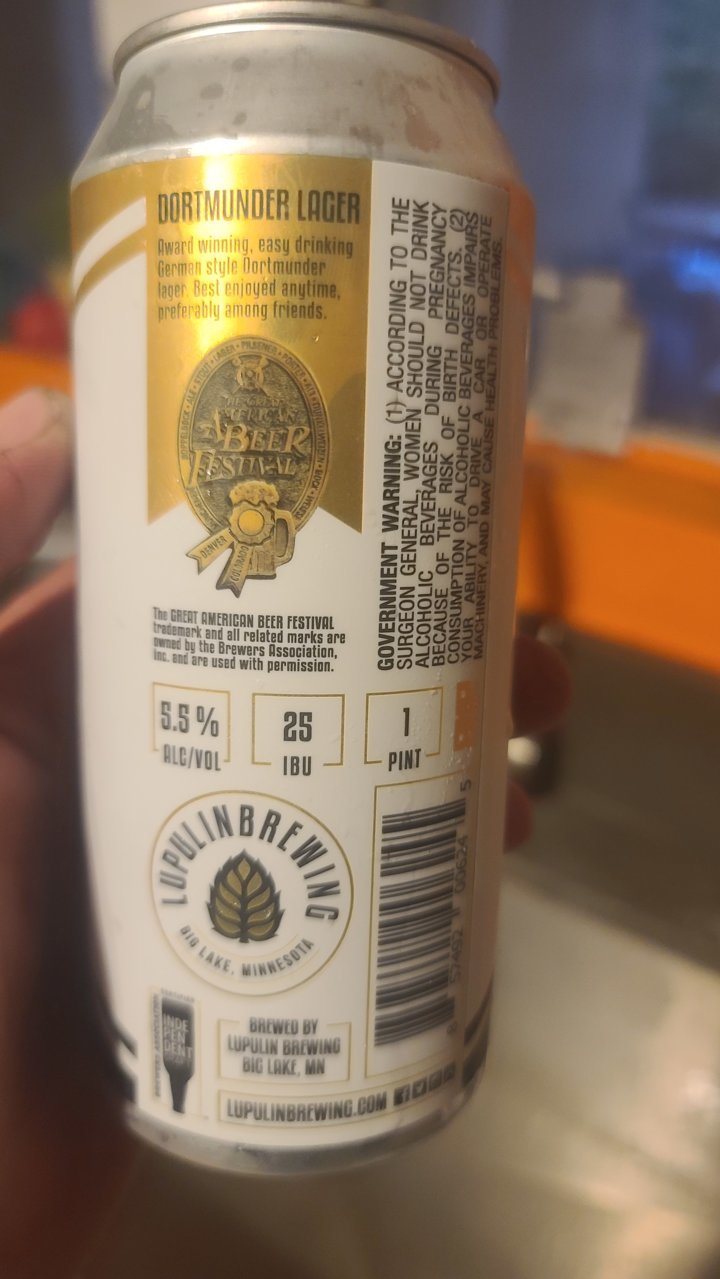 DORTMUNDER LAGER
Award winning, easy drinking
German style Dortmunder
lager. Best enjoyed anytime,
preferably among friends.
LAGER • PILSENER • PORTER
THE GREAT
AMERICAN
BEER
FESTIVAL
DENVER
COLORADO
The GREAT AMERICAN BEER FESTIVAL
trademark and all related marks are
owned by the Brewers Association,
Inc. and are used with permission.
5.5 %
ALC/VOL
25
IBU
1
PINT
LUPULIN BREWING
BIG LAKE, MINNESOTA
INDE
PEN
DENT
BREWED BY
LUPULIN BREWING
BIG LAKE, MN
LUPULINBREWING.COM
GOVERNMENT WARNING: (1) ACCORDING TO THE
SURGEON GENERAL, WOMEN SHOULD NOT DRINK
ALCOHOLIC BEVERAGES DURING PREGNANCY
BECAUSE OF THE RISK OF BIRTH DEFECTS. (2)
CONSUMPTION OF ALCOHOLIC BEVERAGES IMPAIRS
YOUR ABILITY TO DRIVE A CAR OR OPERATE
MACHINERY, AND MAY CAUSE HEALTH PROBLEMS.